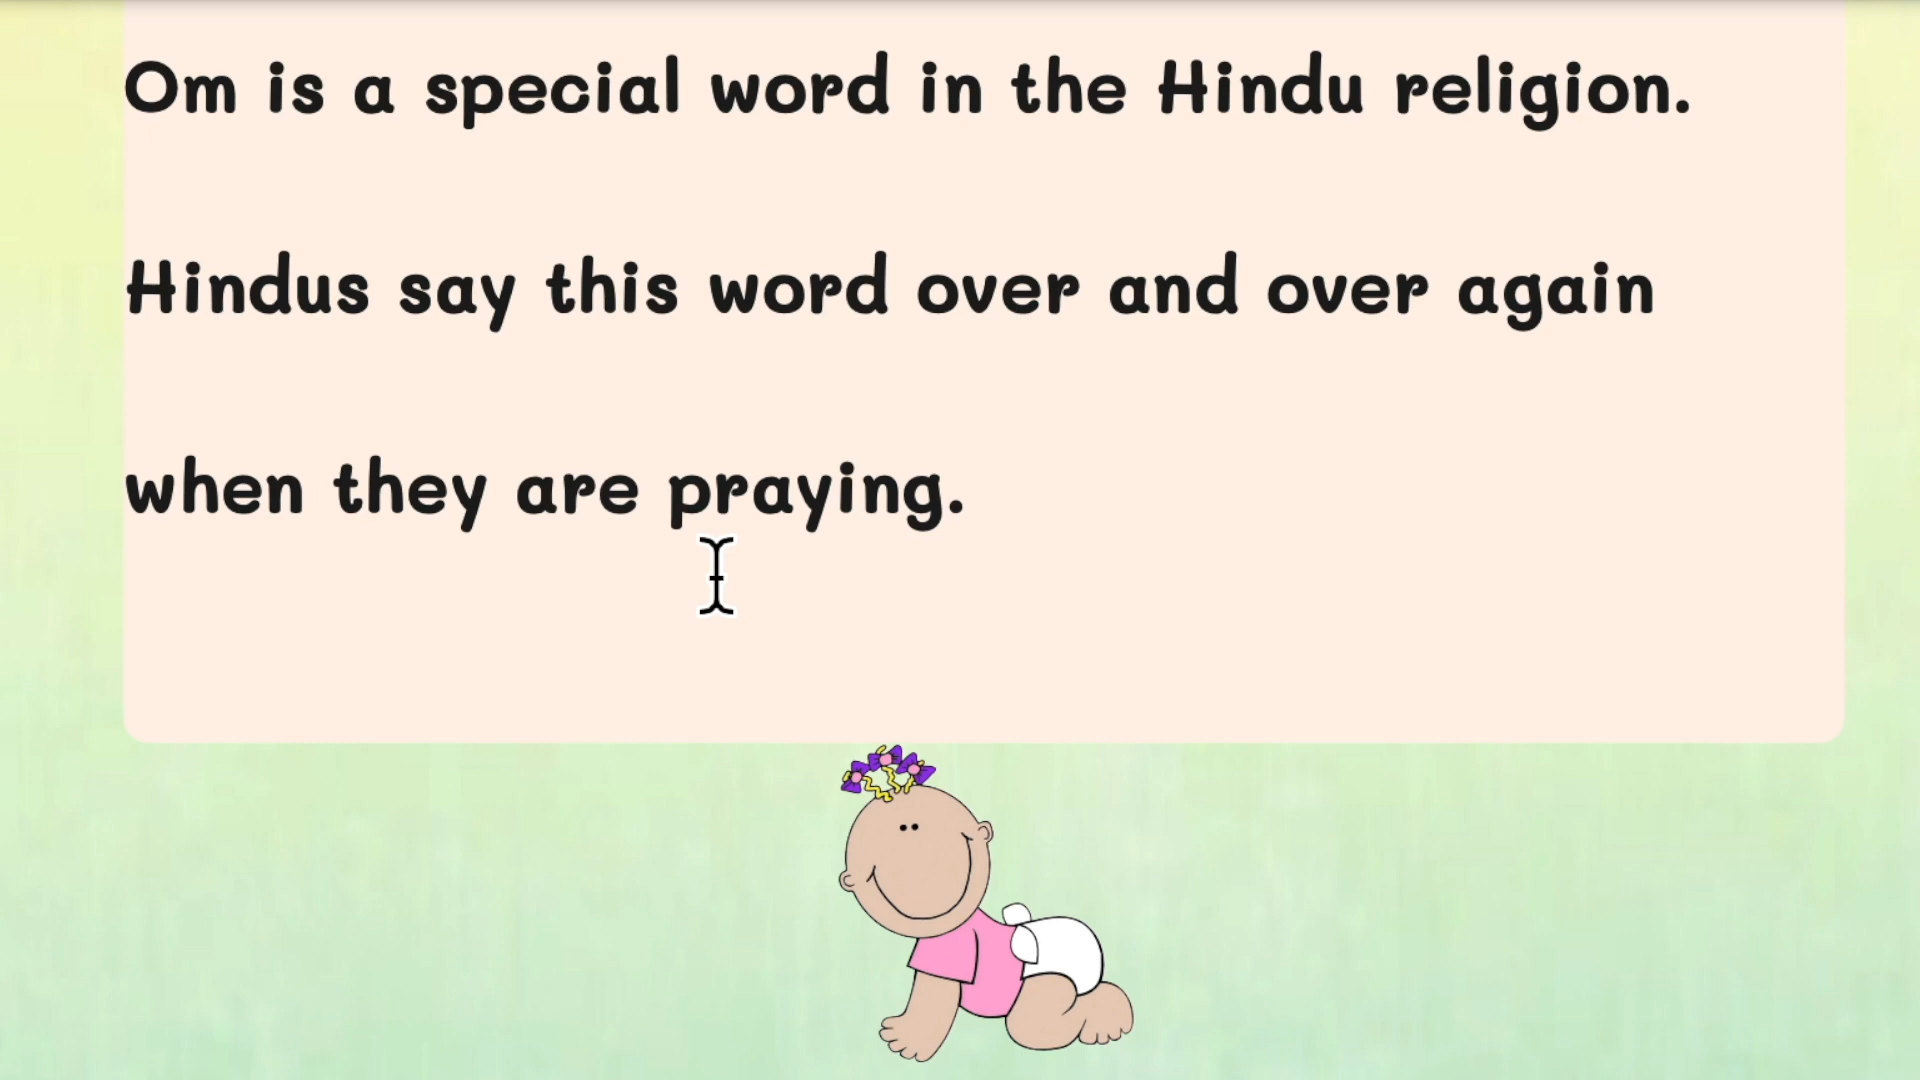 Om is a special word in the Hindu religion.
Hindus say this word over and over again
when they are praying.